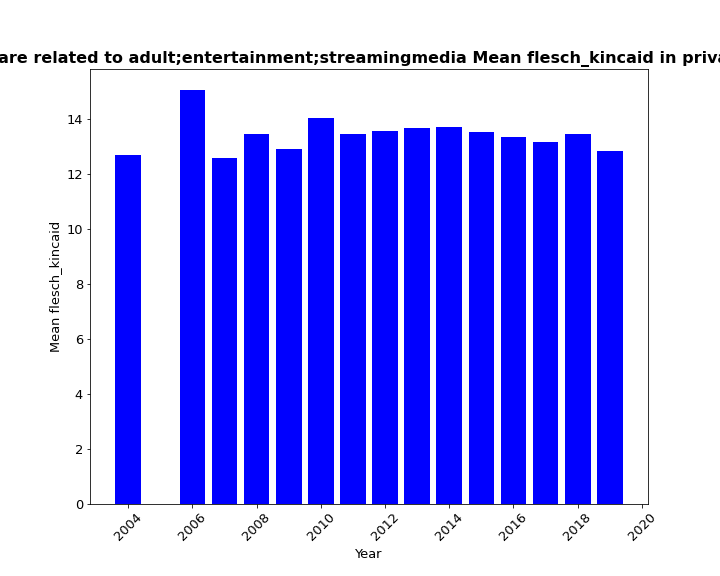 are related to adult;entertainment;streamingmedia Mean flesch_kincaid in priva
14
12
10
8
6
4
2
0
Mean flesch_kincaid
2004 2006 2008 2010 2012 2014 2016 2018 2020
Year